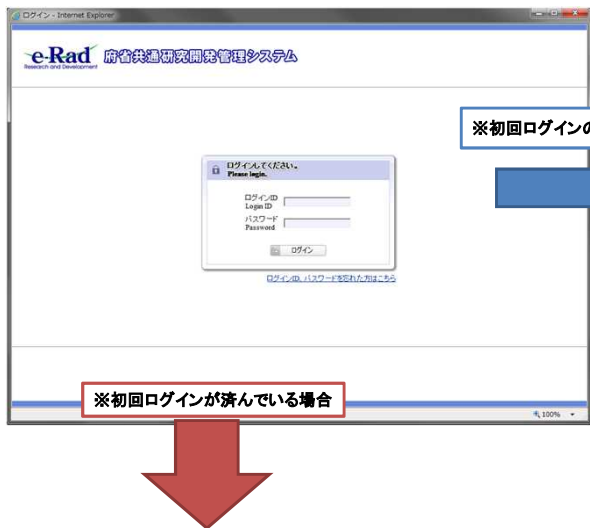 ログイン - Internet Explorer
e-Rad 府省共通研究開発管理システム
Research and Development
※初回ログインの
ログインしてください。
Please login.
ログインID
Login ID
パスワード
Password
ログイン
ログインID、パスワードを忘れた方はこちら
※初回ログインが済んでいる場合
100%